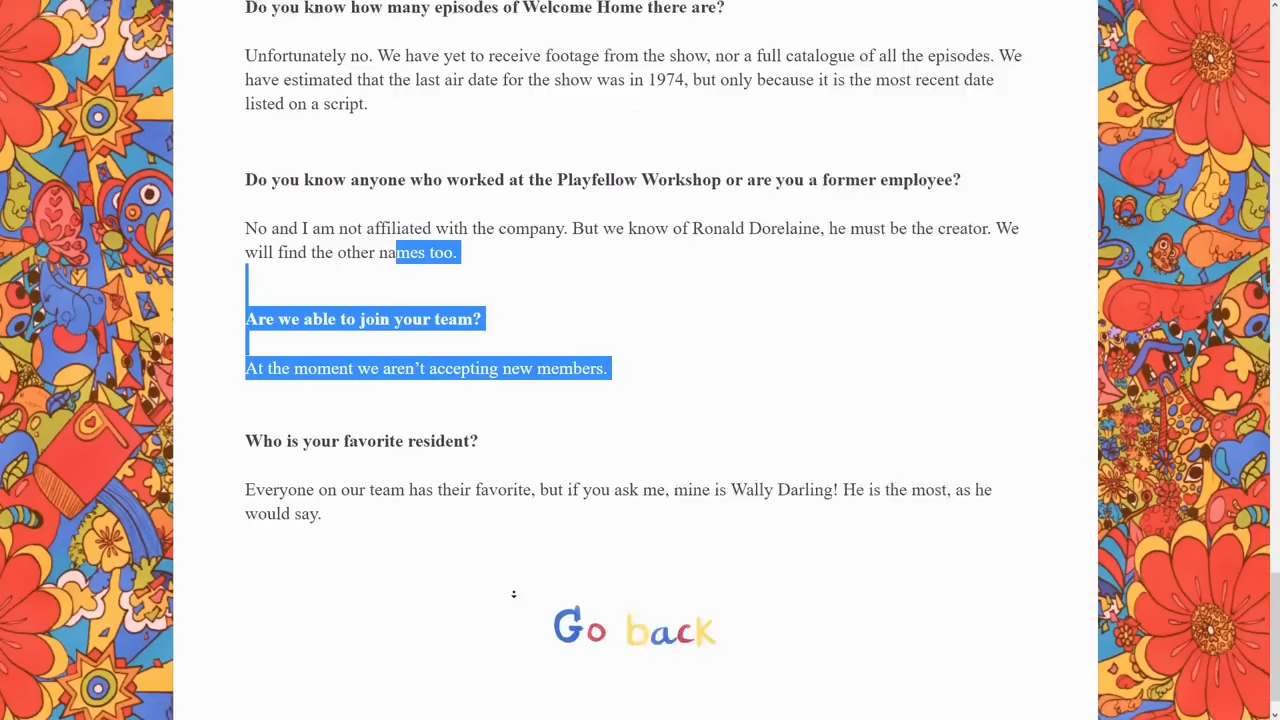 Do you know how many episodes of Welcome Home there are?
Unfortunately no. We have yet to receive footage from the show, nor a full catalogue of all the episodes. We
have estimated that the last air date for the show was in 1974, but only because it is the most recent date
listed on a script.
Do you know anyone who worked at the Playfellow Workshop or are you a former employee?
No and I am not affiliated with the company. But we know of Ronald Dorelaine, he must be the creator. We
will find the other names too.
Are we able to join your team?
At the moment we aren’t accepting new members.
Who is your favorite resident?
Everyone on our team has their favorite, but if you ask me, mine is Wally Darling! He is the most, as he
would say.
Go back